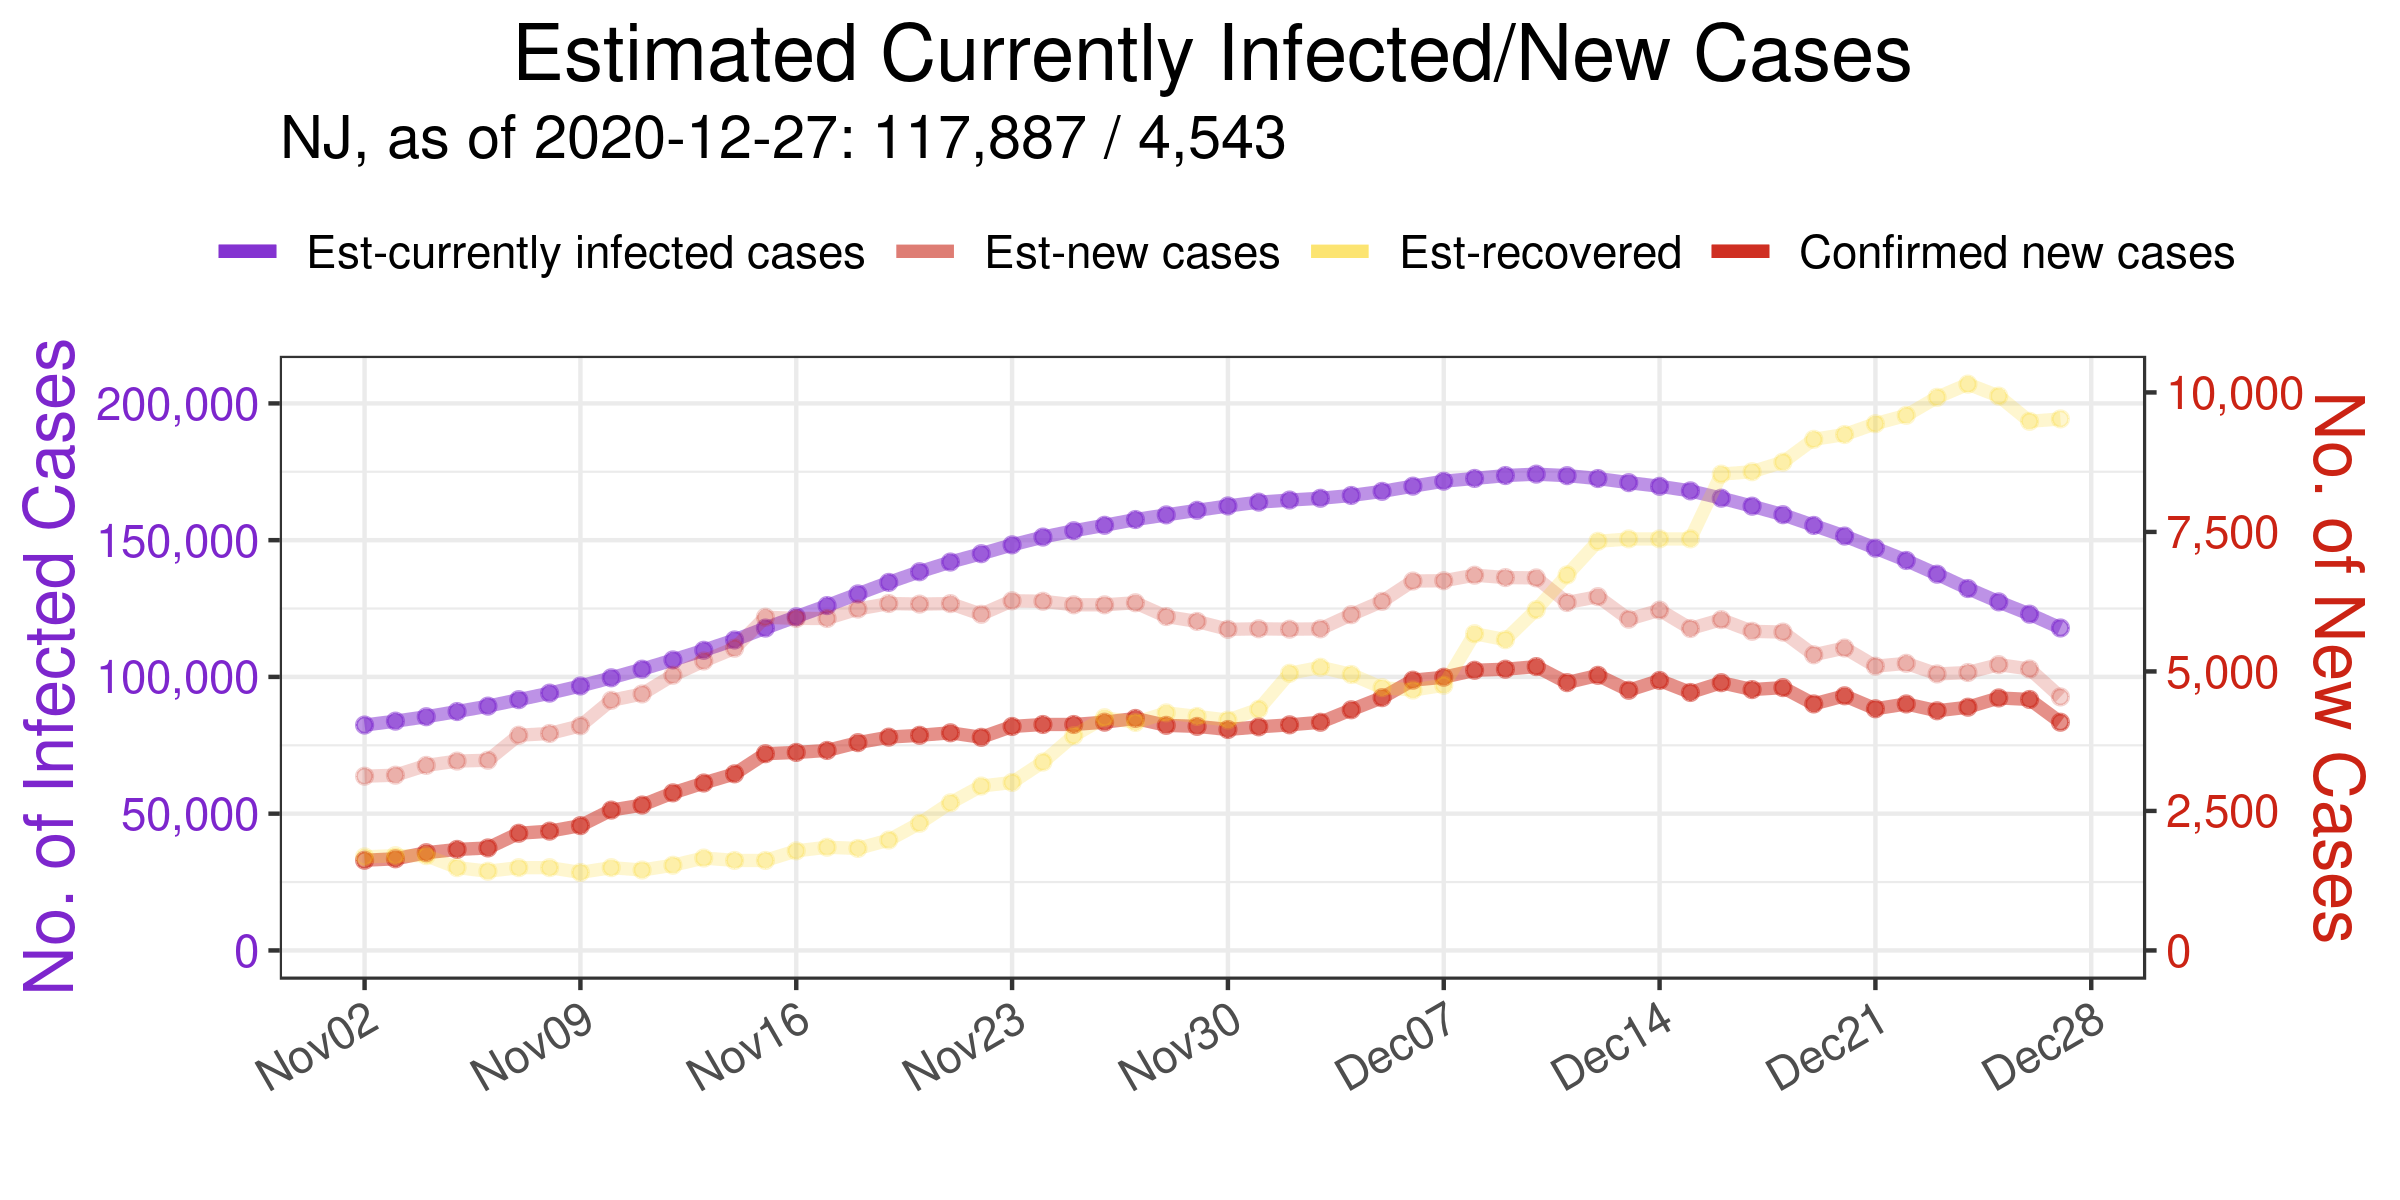 Estimated Currently Infected/New Cases
NJ, as of 2020-12-27: 117,887 / 4,543
Est-currently infected cases Est-new cases Est-recovered Confirmed new cases
No. of Infected Cases
200,000
150,000
100,000
50,000
0
10,000
7,500
5,000
2,500
0
No. of New Cases
Nov02 Nov09 Nov16 Nov23 Nov30 Dec07 Dec14 Dec21 Dec28